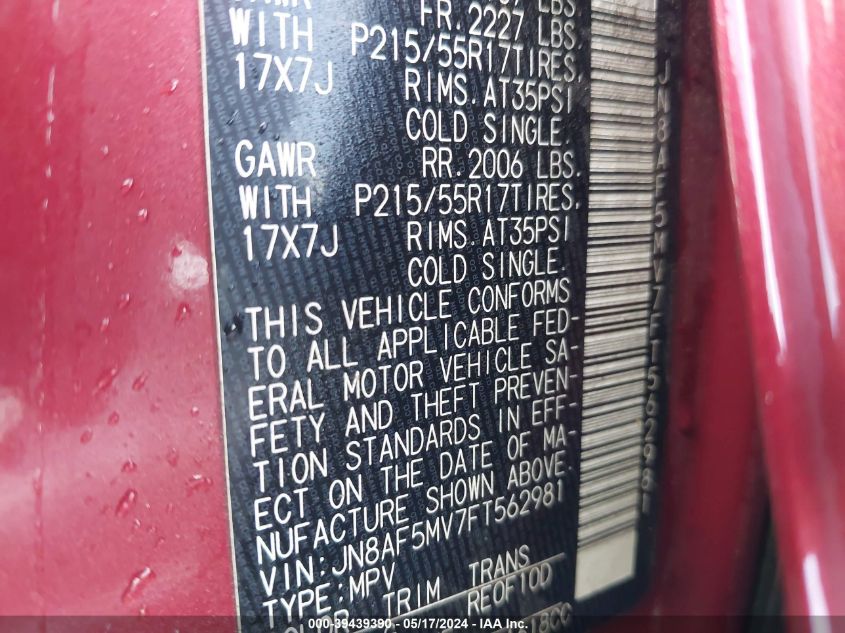 FR. 2227 LBS.
WITH P215/55R17TIRES.
17X7J RIMS. AT35PSI
COLD SINGLE.
GAWR RR. 2006 LBS.
WITH P215/55R17TIRES.
17X7J RIMS. AT35PSI
COLD SINGLE.
THIS VEHICLE CONFORMS
TO ALL APPLICABLE FED-
ERAL MOTOR VEHICLE SA-
FETY AND THEFT PREVEN-
TION STANDARDS IN EFF-
ECT ON THE DATE OF MA-
NUFACTURE SHOWN ABOVE.
VIN:JN8AF5MV7FT562981
TYPE:MPV
TRIM TRANS
RE0F10D
JN8AF5MV7FT562981
000-39439390 - 05/17/2024 - IAA Inc.